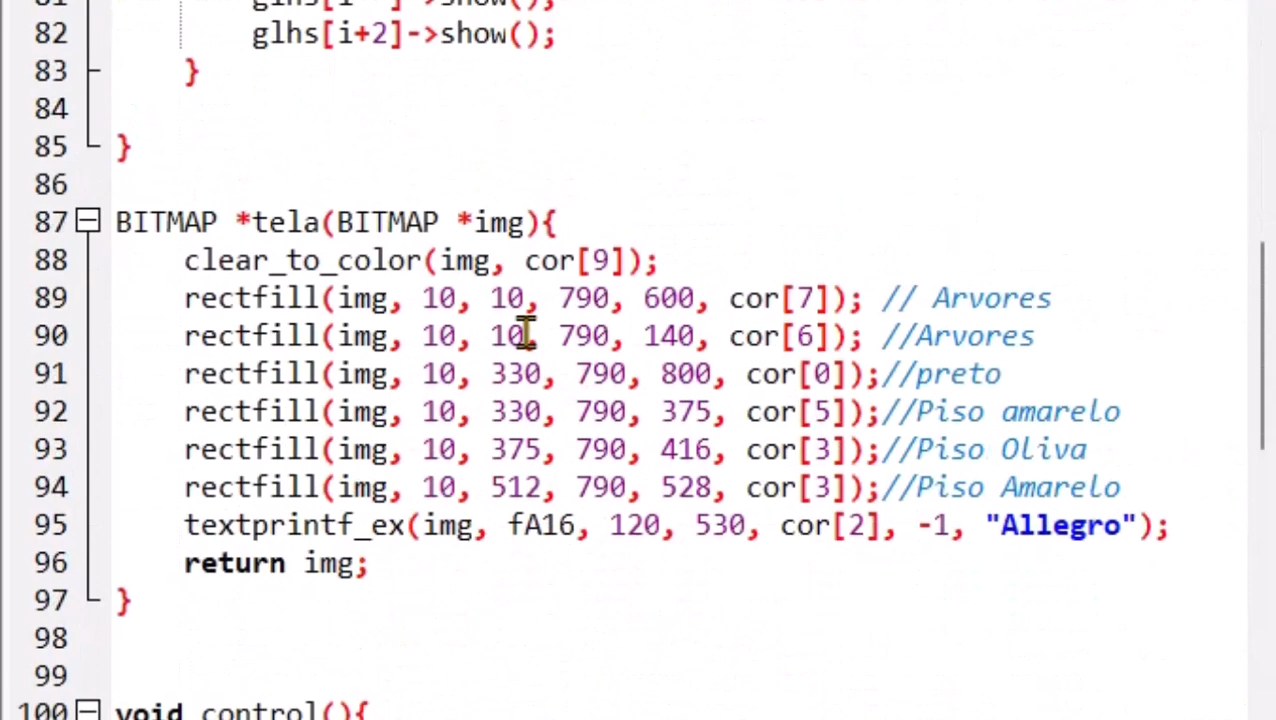 82 glhs[i+2]->show();
83 }
84
85 }
86
87 BITMAP *tela(BITMAP *img){
88 clear_to_color(img, cor[9]);
89 rectfill(img, 10, 10, 790, 600, cor[7]); // Arvores
90 rectfill(img, 10, 10, 790, 140, cor[6]); //Arvores
91 rectfill(img, 10, 330, 790, 800, cor[0]);//preto
92 rectfill(img, 10, 330, 790, 375, cor[5]);//Piso amarelo
93 rectfill(img, 10, 375, 790, 416, cor[3]);//Piso Oliva
94 rectfill(img, 10, 512, 790, 528, cor[3]);//Piso Amarelo
95 textprintf_ex(img, fA16, 120, 530, cor[2], -1, "Allegro");
96 return img;
97 }
98
99
100 void control(){